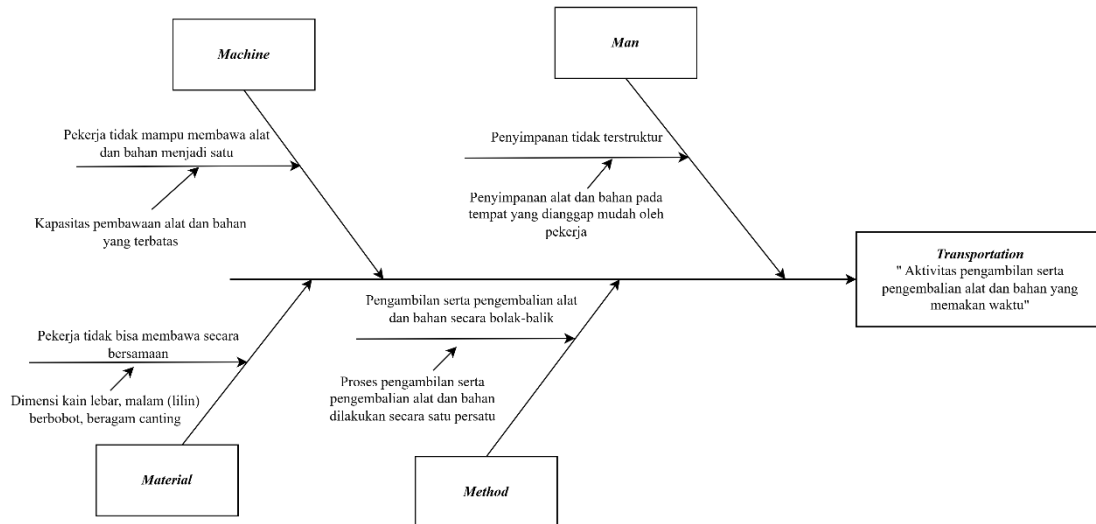 Machine
Man
Pekerja tidak mampu membawa alat
dan bahan menjadi satu
Kapasitas pembawaan alat dan bahan
yang terbatas
Penyimpanan tidak terstruktur
Penyimpanan alat dan bahan pada
tempat yang dianggap mudah oleh
pekerja
Transportation
" Aktivitas pengambilan serta
pengembalian alat dan bahan yang
memakan waktu"
Pekerja tidak bisa membawa secara
bersamaan
Dimensi kain lebar, malam (lilin)
berbobot, beragam canting
Pengambilan serta pengembalian alat
dan bahan secara bolak-balik
Proses pengambilan serta
pengembalian alat dan bahan
dilakukan secara satu persatu
Material
Method